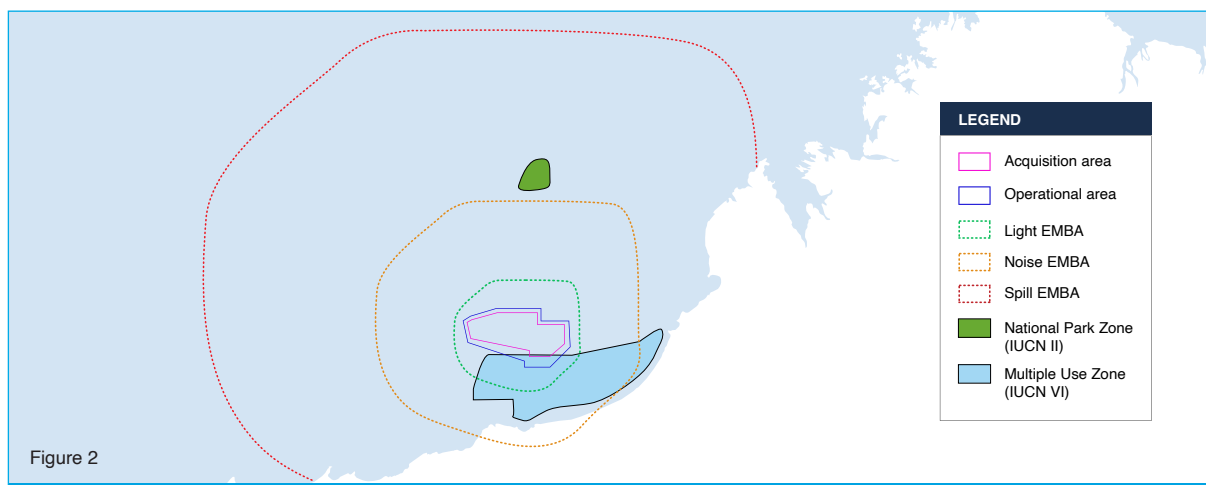 LEGEND
Acquisition area
Operational area
Light EMBA
Noise EMBA
Spill EMBA
National Park Zone
(IUCN II)
Multiple Use Zone
(IUCN VI)
Figure 2